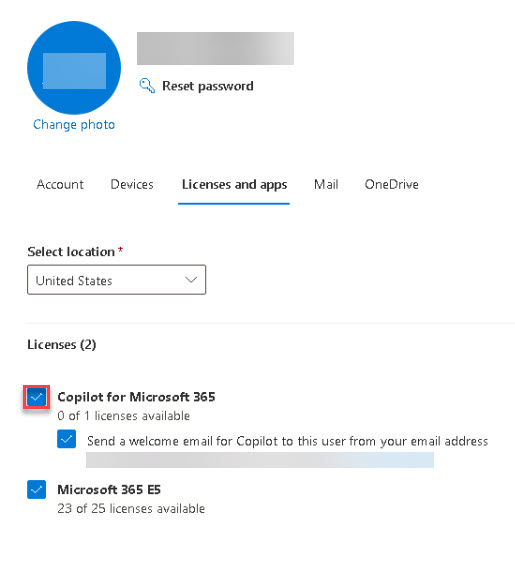 Reset password
Change photo
Account Devices Licenses and apps Mail OneDrive
Select location *
United States
Licenses (2)
Copilot for Microsoft 365
0 of 1 licenses available
Send a welcome email for Copilot to this user from your email address
Microsoft 365 E5
23 of 25 licenses available